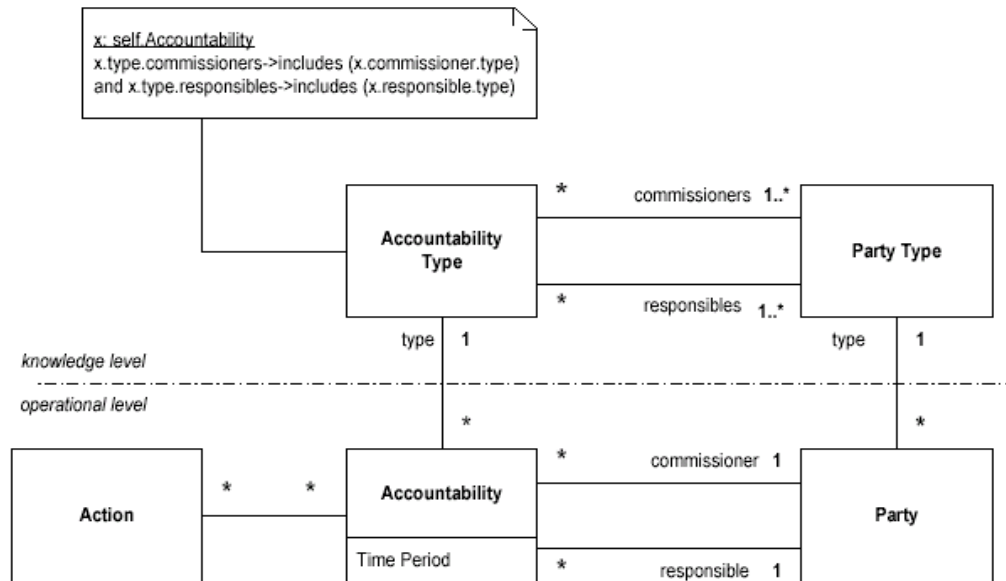 x: self.Accountability
x.type.commissioners->includes (x.commissioner.type)
and x.type.responsibles->includes (x.responsible.type)
* commissioners 1..*
Accountability
Type
Party Type
* responsibles 1..*
type 1
type 1
knowledge level
operational level
*
*
* commissioner 1
Action
* *
Accountability
Party
Time Period
* responsible 1